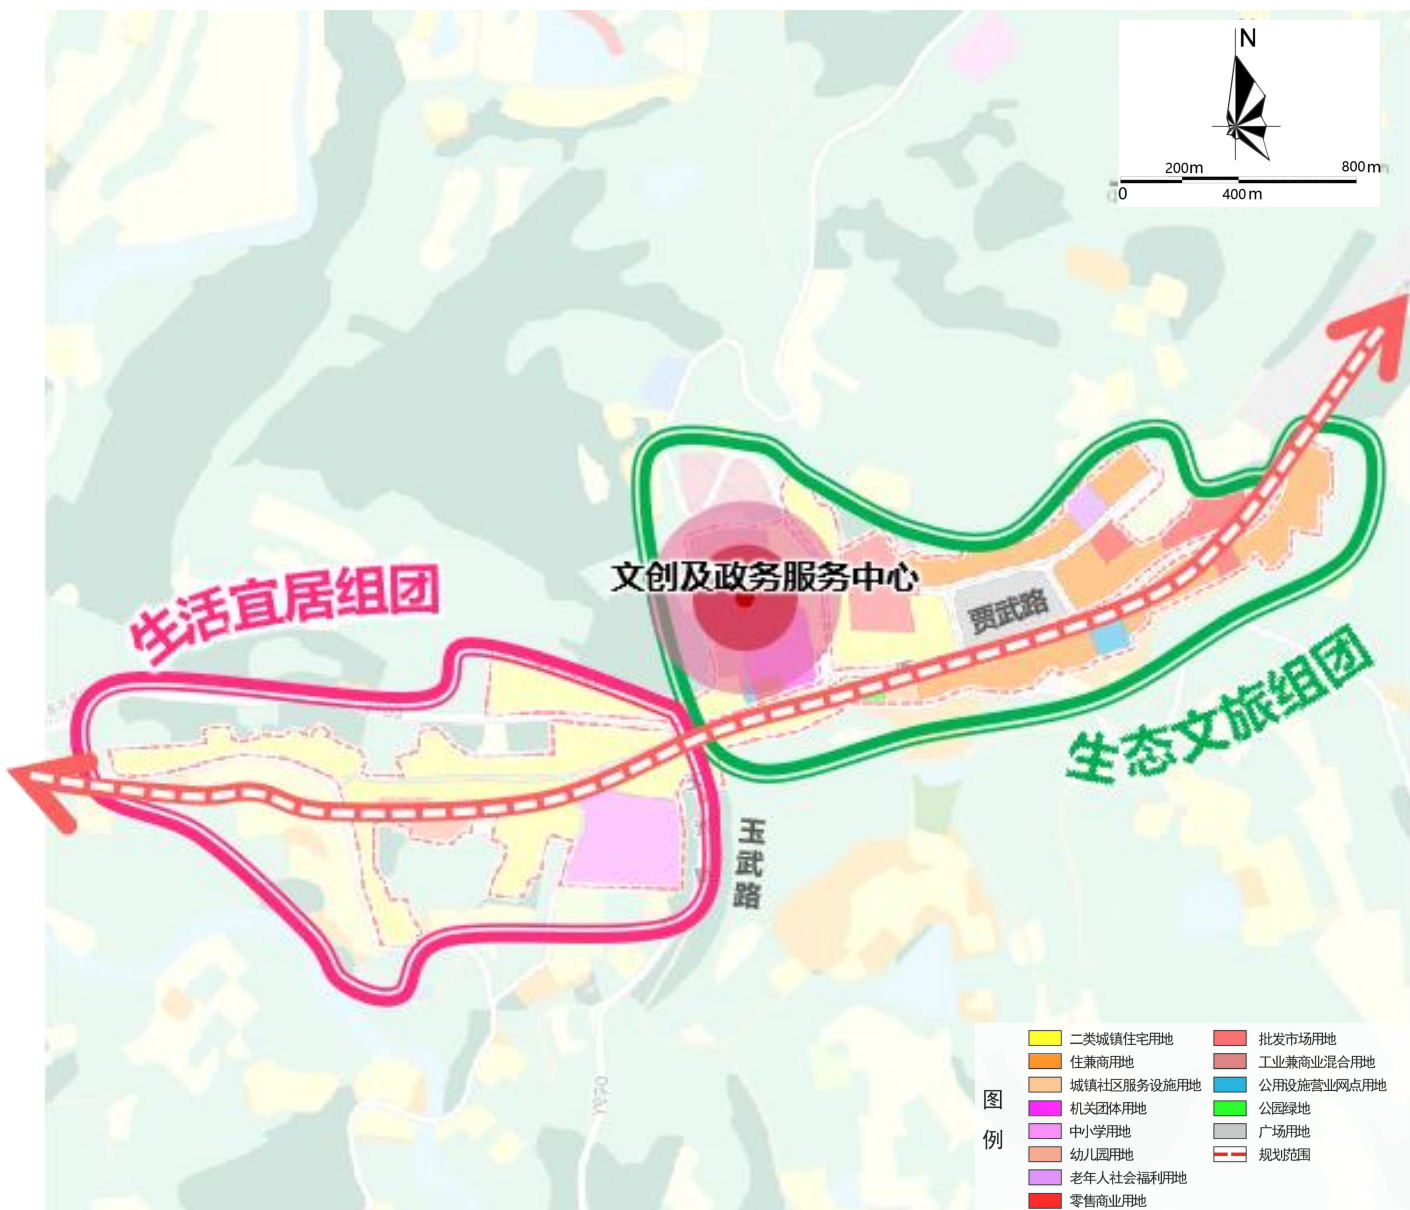 N
200m
800m
0
400m
文创及政务服务中心
生活宜居组团
贾武路
生态文旅组团
玉武路
Y650
图例
二类城镇住宅用地
住兼商用地
城镇社区服务设施用地
机关团体用地
中小学用地
幼儿园用地
老年人社会福利用地
零售商业用地
批发市场用地
工业兼商业混合用地
公用设施营业网点用地
公园绿地
广场用地
规划范围